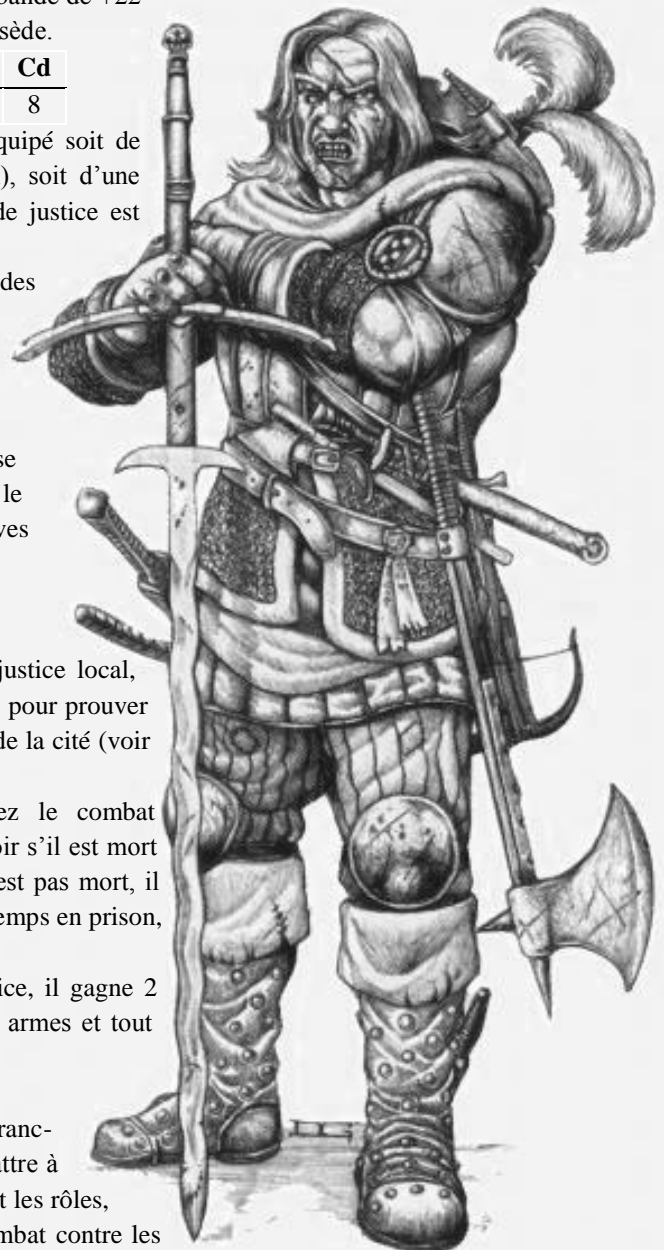 bande de +22
sède.
Cd
8
quipé soit de
), soit d'une
de justice est
des
se
le
ves
justice local,
pour prouver
de la cité (voir
ez le combat
oir s'il est mort
est pas mort, il
emps en prison,
ice, il gagne 2
armes et tout
ranc-
attre à
t les rôles,
mbat contre les